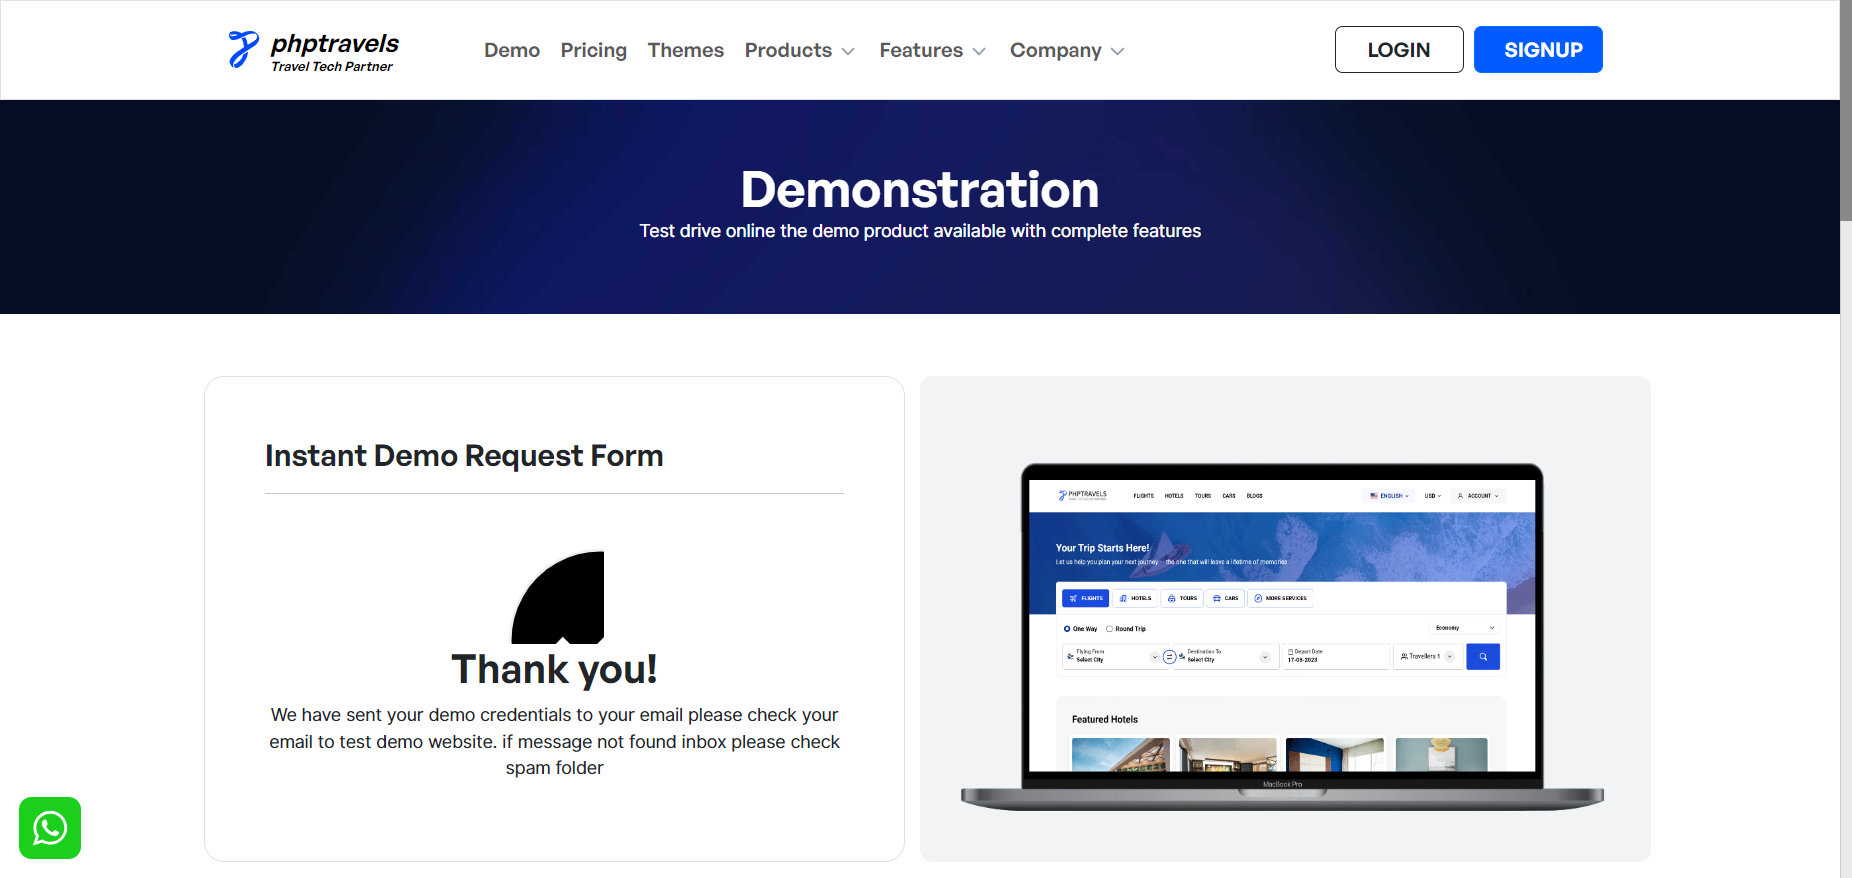 phptravels
Travel Tech Partner
Demo Pricing Themes Products Features Company
LOGIN SIGNUP
Demonstration
Test drive online the demo product available with complete features
Instant Demo Request Form
Thank you!
We have sent your demo credentials to your email please check your
email to test demo website. if message not found inbox please check
spam folder
PHPTRAVELS
FLIGHTS HOTELS TOURS CARS BLOGS
ENGLISH USD ACCOUNT
Your Trip Starts Here!
Let us help you plan your next journey - the one that will leave a lifetime of memories.
FLIGHTS HOTELS TOURS CARS MORE SERVICES
One Way Round Trip
Economy
Flying From
Select City
Destination To
Select City
Depart Date
17-08-2023
Travellers 1
Featured Hotels
MacBook Pro